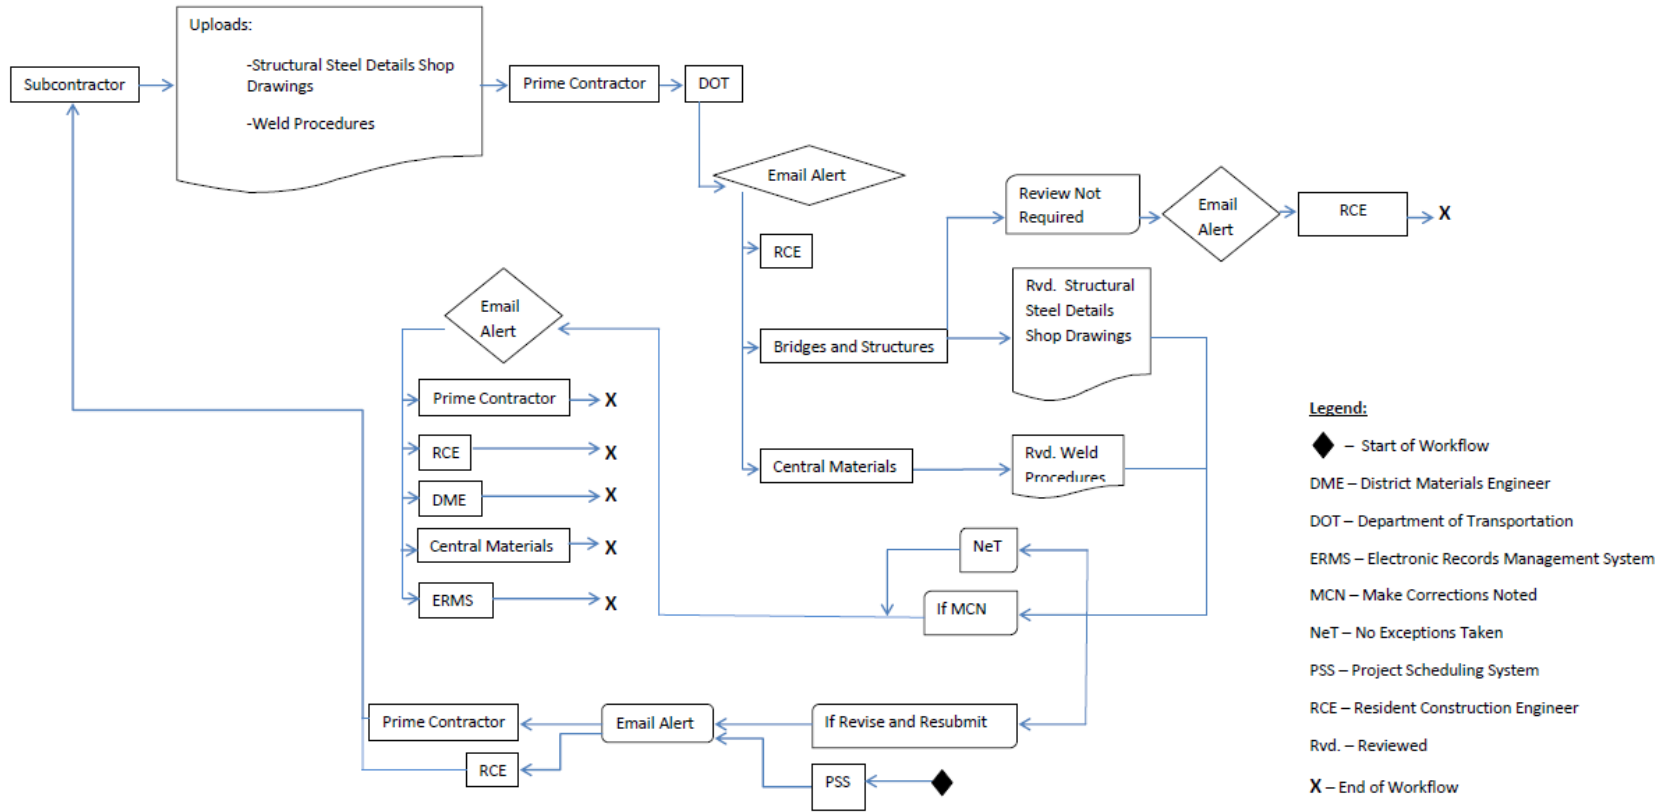 Uploads:
-Structural Steel Details Shop
Drawings
-Weld Procedures
Subcontractor
Prime Contractor
DOT
Email Alert
Review Not
Required
Email
Alert
RCE
X
RCE
Rvd. Structural
Steel Details
Shop Drawings
Bridges and Structures
Email
Alert
Prime Contractor
X
RCE
X
DME
X
Central Materials
X
ERMS
X
Central Materials
Rvd. Weld
Procedures
NeT
If MCN
Prime Contractor
Email Alert
If Revise and Resubmit
RCE
PSS
Legend:
– Start of Workflow
DME – District Materials Engineer
DOT – Department of Transportation
ERMS – Electronic Records Management System
MCN – Make Corrections Noted
NeT – No Exceptions Taken
PSS – Project Scheduling System
RCE – Resident Construction Engineer
Rvd. – Reviewed
X – End of Workflow